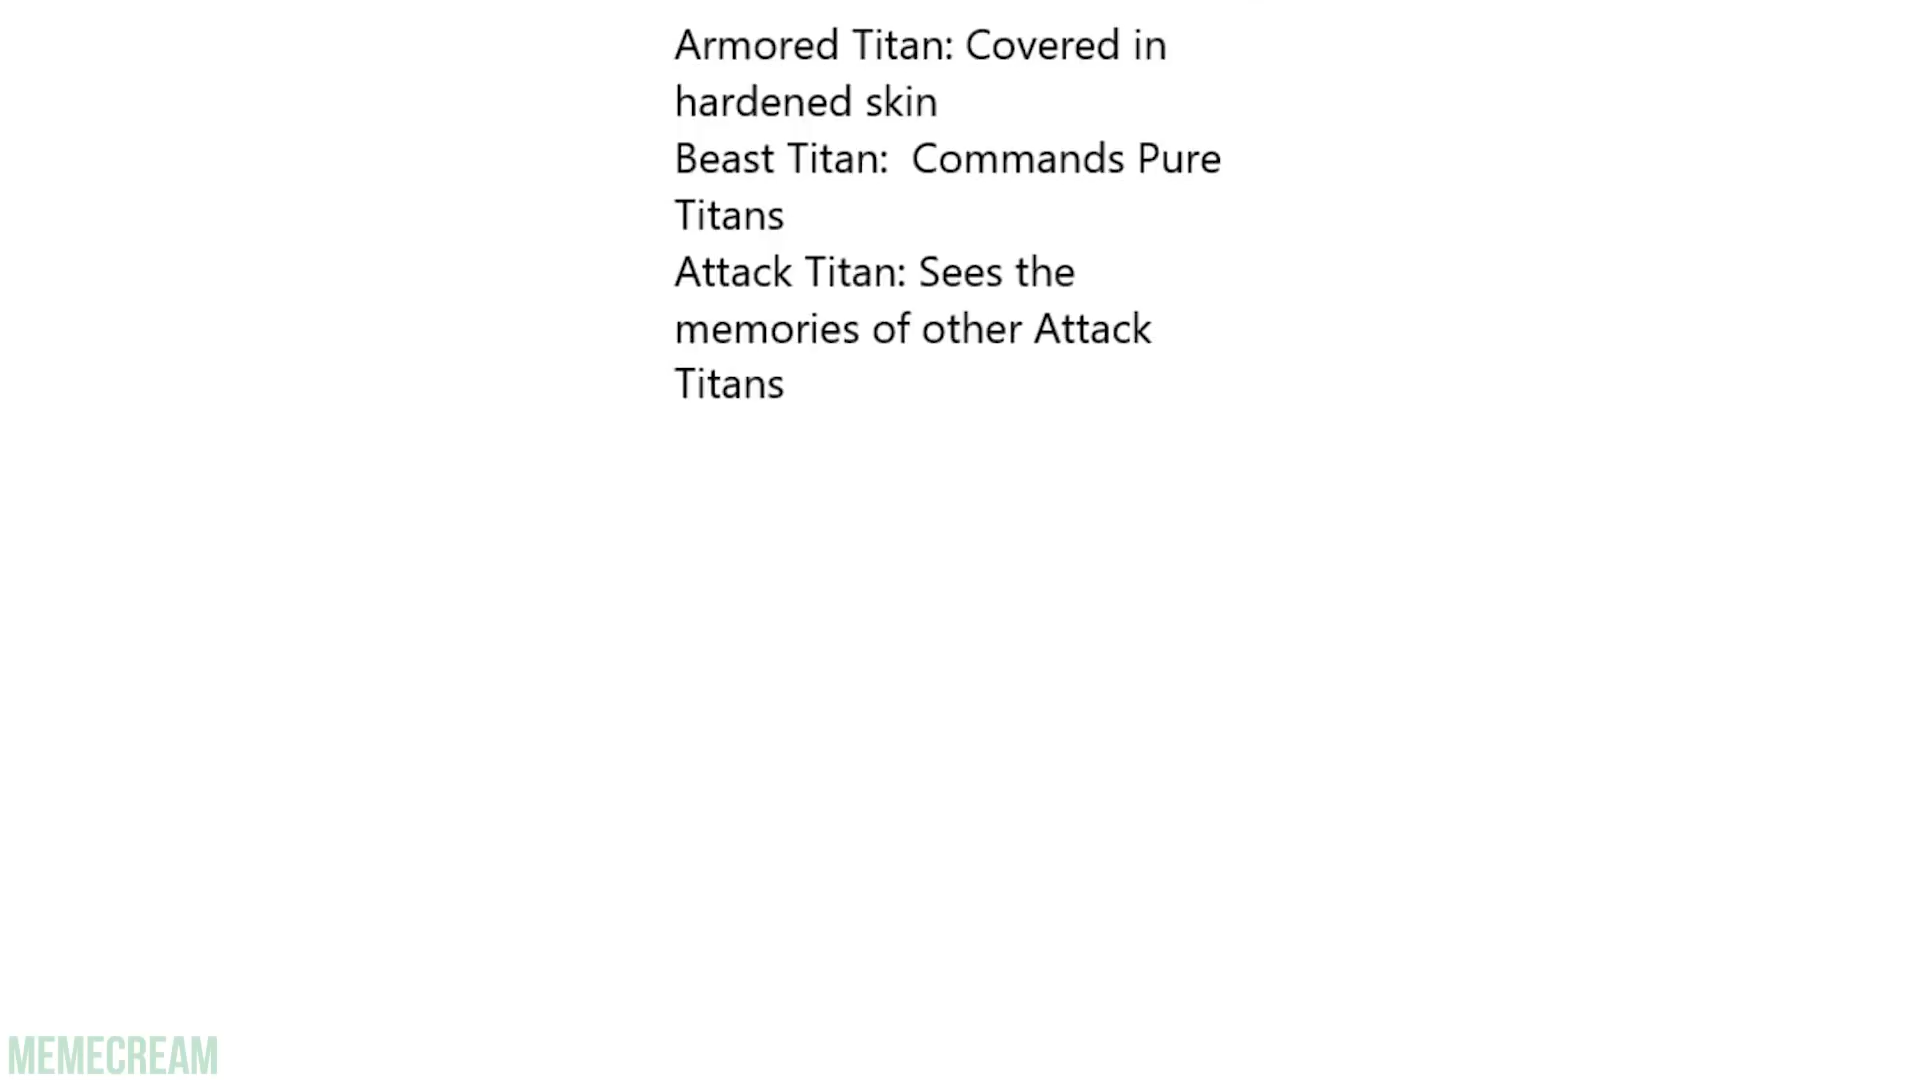 Armored Titan: Covered in
hardened skin
Beast Titan:  Commands Pure
Titans
Attack Titan: Sees the
memories of other Attack
Titans
MEMECREAM